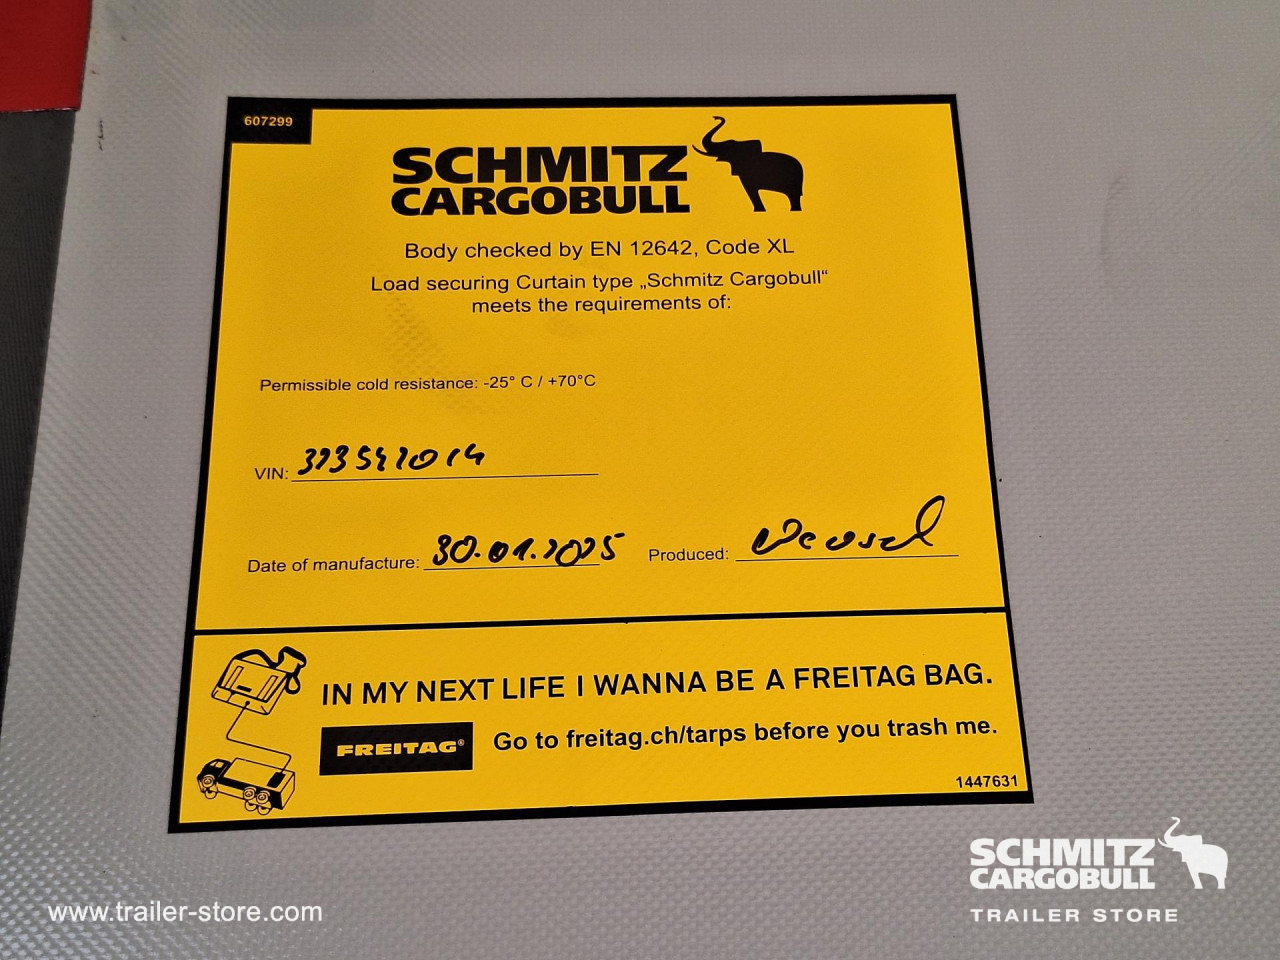 607299
SCHMITZ
CARGOBULL
Body checked by EN 12642, Code XL
Load securing Curtain type „Schmitz Cargobull“
meets the requirements of:
Permissible cold resistance: -25° C / +70°C
VIN:
Date of manufacture: 30.01.2025 Produced:
IN MY NEXT LIFE I WANNA BE A FREITAG BAG.
FREITAG® Go to freitag.ch/tarps before you trash me.
1447631
SCHMITZ
CARGOBULL
TRAILER STORE
www.trailer-store.com